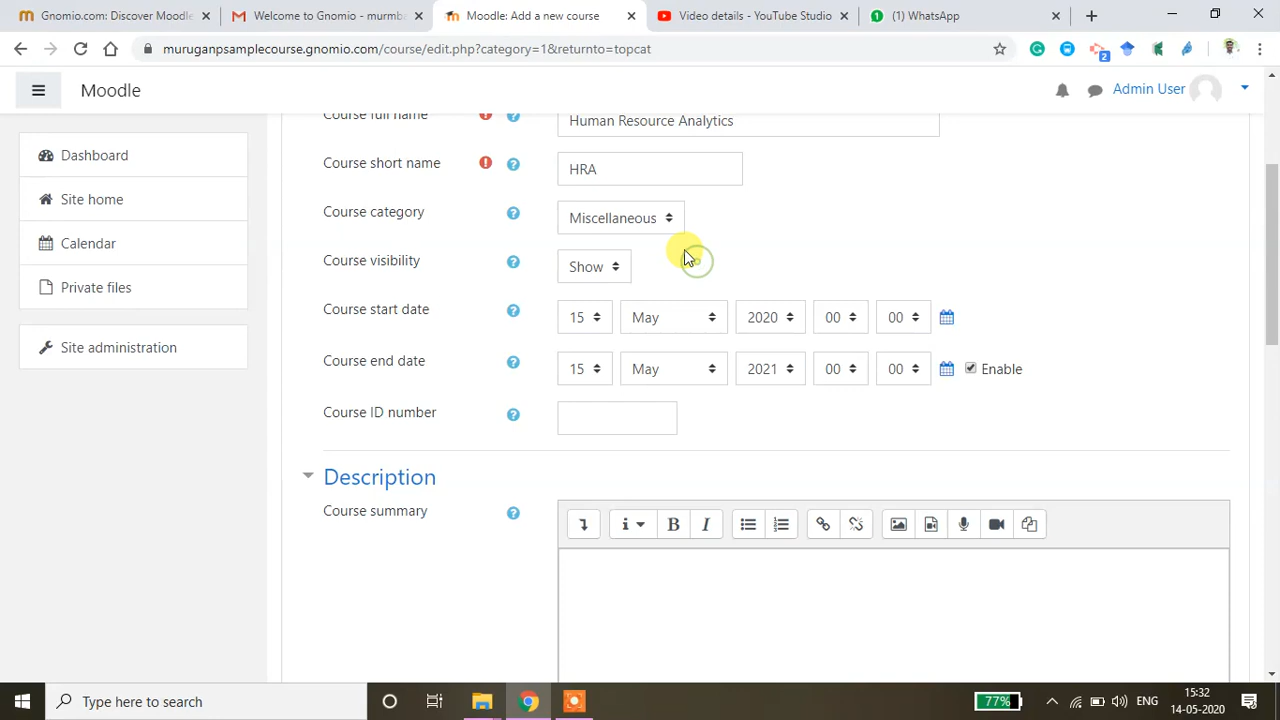 Gnomio.com: Discover Moodle
Welcome to Gnomio - murm
Moodle: Add a new course
Video details - YouTube Studio
(1) WhatsApp
muruganpsamplecourse.gnomio.com/course/edit.php?category=1&returnto=topcat
2
Moodle
Admin User
Dashboard
Site home
Calendar
Private files
Site administration
Course full name
Human Resource Analytics
Course short name
HRA
Course category
Miscellaneous
Course visibility
Show
Course start date
15 May 2020 00 00
Course end date
15 May 2021 00 00 Enable
Course ID number
Description
Course summary
B I
Type here to search
77%
ENG
15:32
14-05-2020